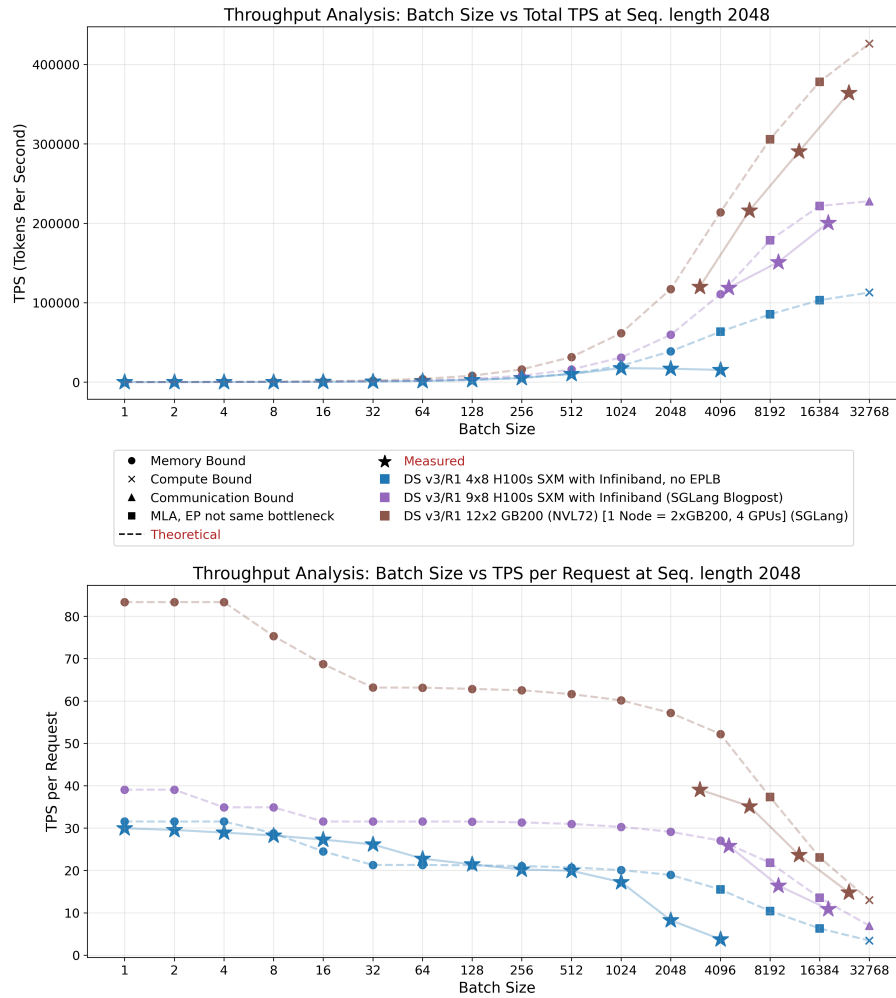 Throughput Analysis: Batch Size vs Total TPS at Seq. length 2048
TPS (Tokens Per Second)
400000
300000
200000
100000
0
1 2 4 8 16 32 64 128 256 512 1024 2048 4096 8192 16384 32768
Batch Size
Memory Bound
Compute Bound
Communication Bound
MLA, EP not same bottleneck
Theoretical
Measured
DS v3/R1 4x8 H100s SXM with Infiniband, no EPLB
DS v3/R1 9x8 H100s SXM with Infiniband (SGLang Blogpost)
DS v3/R1 12x2 GB200 (NVL72) [1 Node = 2xGB200, 4 GPUs] (SGLang)
Throughput Analysis: Batch Size vs TPS per Request at Seq. length 2048
TPS per Request
80
70
60
50
40
30
20
10
0
1 2 4 8 16 32 64 128 256 512 1024 2048 4096 8192 16384 32768
Batch Size